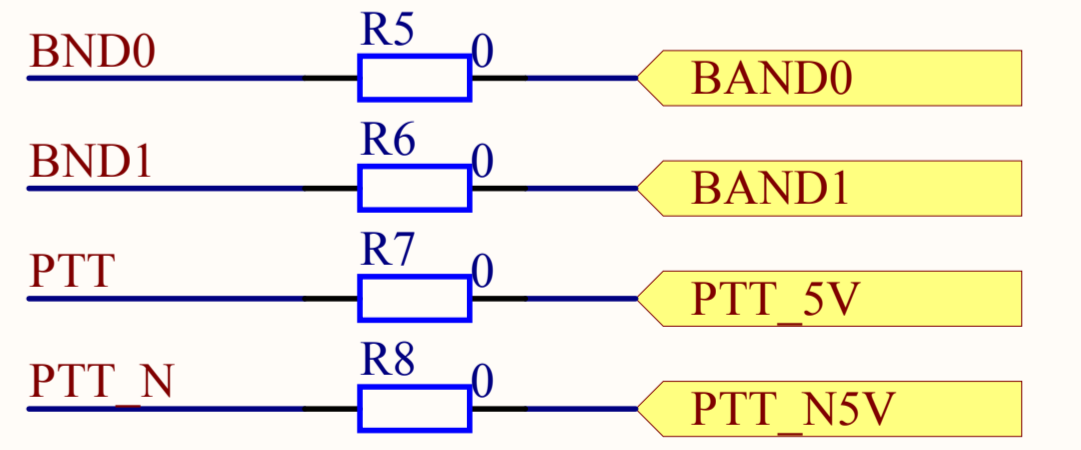 R5
BND0 0 BAND0
R6
BND1 0 BAND1
R7
PTT 0 PTT_5V
R8
PTT_N 0 PTT_N5V